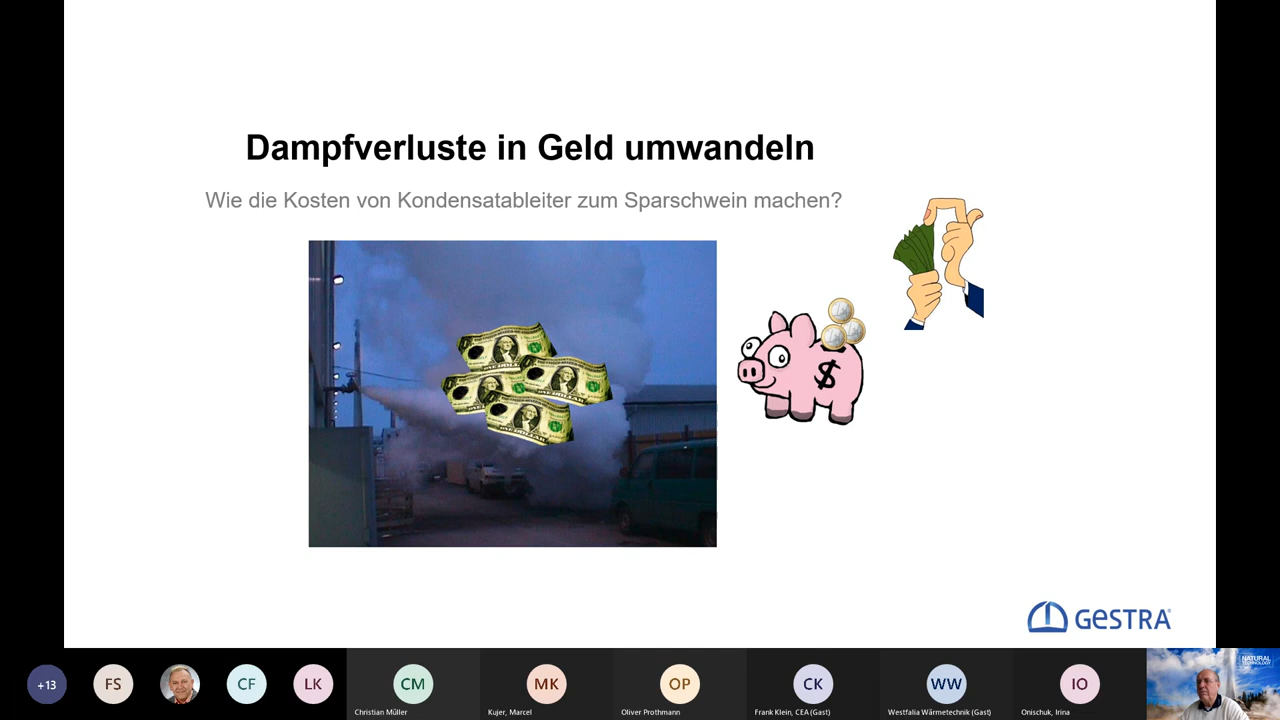 Dampfverluste in Geld umwandeln
Wie die Kosten von Kondensatableiter zum Sparschwein machen?
$
GESTRA
+13
FS
CF
LK
CM
MK
OP
CK
WW
IO
NATURAL
TECHNOLOGY
Christian Müller
Kujer, Marcel
Oliver Prothmann
Frank Klein, CEA (Gast)
Westfalia Wärmetechnik (Gast)
Onischuk, Irina